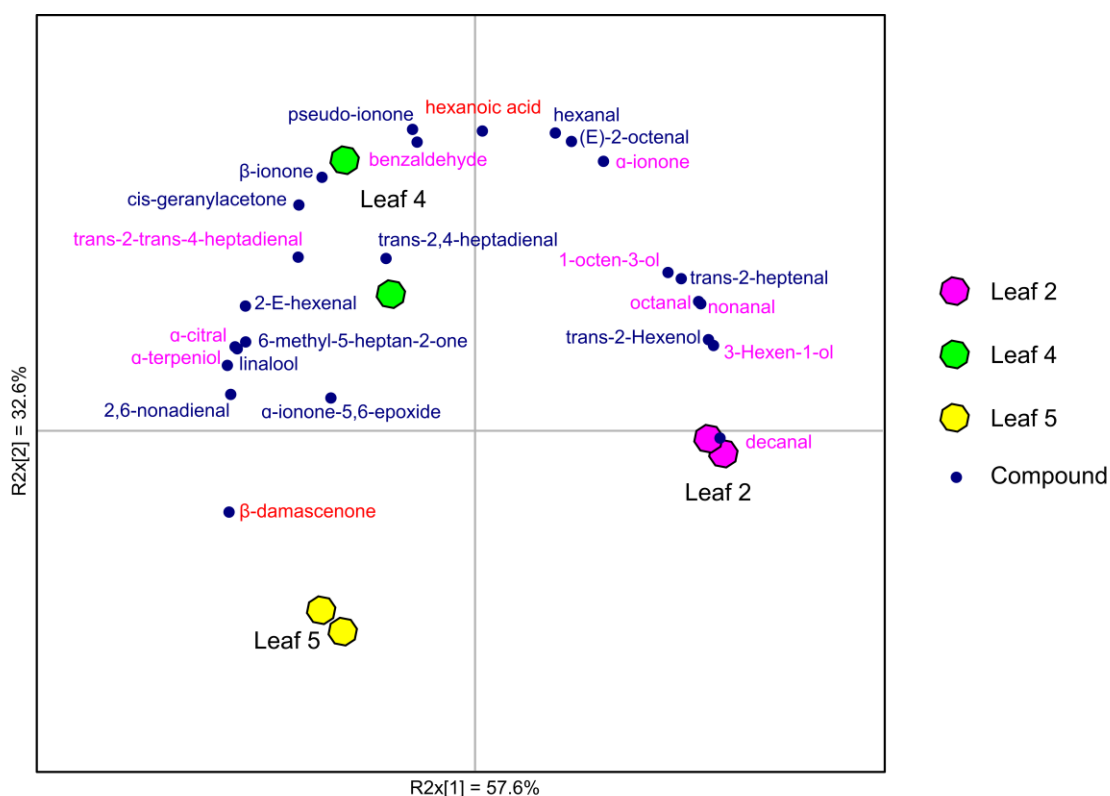 hexanoic acid
pseudo-ionone
hexanal
(E)-2-octenal
benzaldehyde
α-ionone
β-ionone
Leaf 4
cis-geranylacetone
trans-2-trans-4-heptadienal
trans-2,4-heptadienal
1-octen-3-ol
trans-2-heptenal
2-E-hexenal
octanal
nonanal
α-citral
6-methyl-5-heptan-2-one
trans-2-Hexenol
3-Hexen-1-ol
α-terpeniol
linalool
2,6-nonadienal
α-ionone-5,6-epoxide
decanal
Leaf 2
β-damascenone
Leaf 5
R2x[2] = 32.6%
R2x[1] = 57.6%
Leaf 2
Leaf 4
Leaf 5
Compound